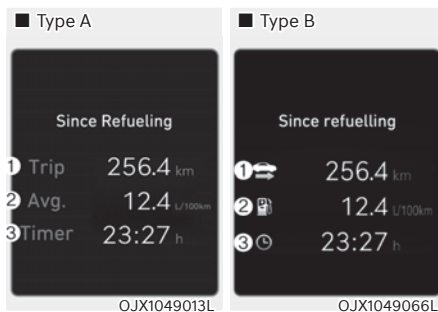 ■ Type A
Since Refueling
1 Trip 256.4 km
2 Avg. 12.4 L/100km
3 Timer 23:27 h
OJX1049013L
■ Type B
Since refuelling
1 256.4 km
2 12.4 L/100km
3 23:27 h
OJX1049066L